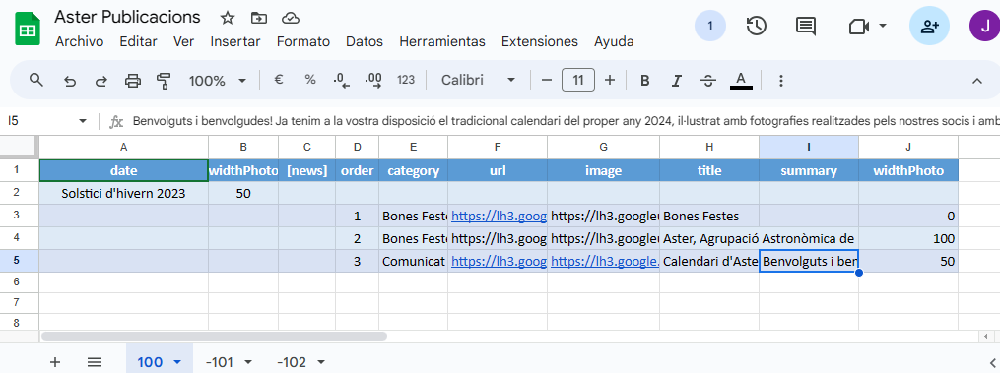 Aster Publicacions
Archivo Editar Ver Insertar Formato Datos Herramientas Extensiones Ayuda
1
J
100% € % .0 .00 123 Calibri − 11 + B I S A
I5 fx Benvolguts i benvolgudes! Ja tenim a la vostra disposició el tradicional calendari del proper any 2024, il·lustrat amb fotografies realitzades pels nostres socis i amb
A B C D E F G H I J
1 date widthPhoto [news] order category url image title summary widthPhoto
2 Solstici d'hivern 2023 50
3 1 Bones Feste https://lh3.goog https://lh3.googleu Bones Festes 0
4 2 Bones Feste https://lh3.goog https://lh3.googleu Aster, Agrupació Astronòmica de 100
5 3 Comunicat https://lh3.goog https://lh3.google. Calendari d'Aste Benvolguts i ben 50
6
7
8
+ 100 -101 -102